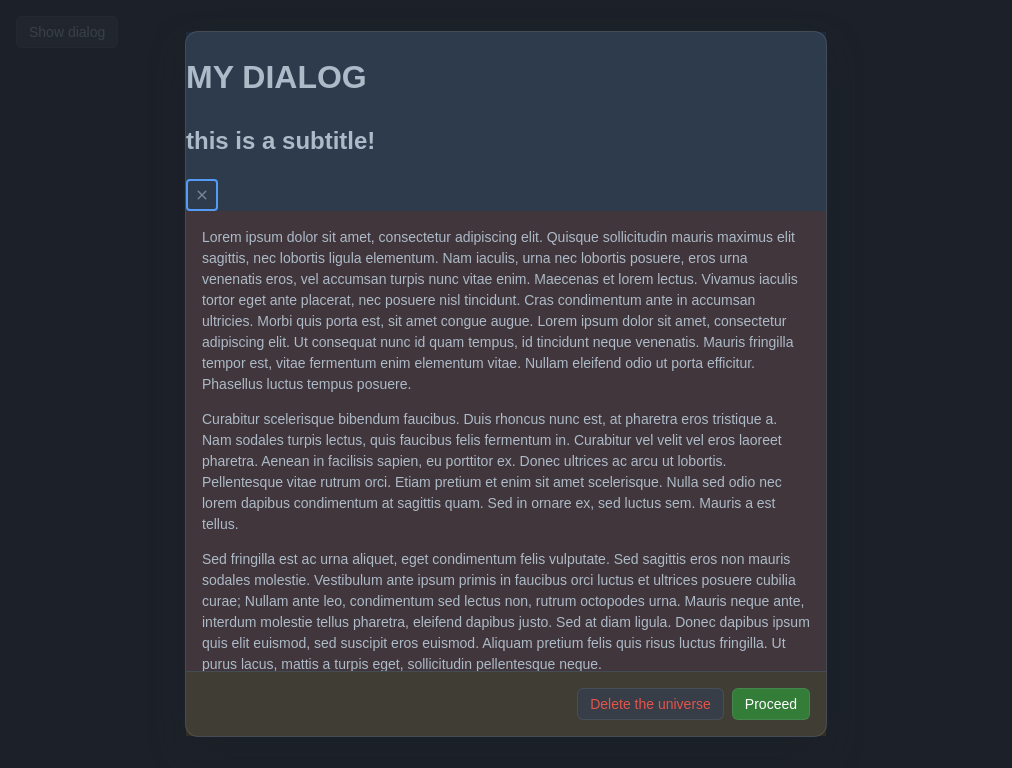 Show dialog
MY DIALOG
this is a subtitle!
Lorem ipsum dolor sit amet, consectetur adipiscing elit. Quisque sollicitudin mauris maximus elit
sagittis, nec lobortis ligula elementum. Nam iaculis, urna nec lobortis posuere, eros urna
venenatis eros, vel accumsan turpis nunc vitae enim. Maecenas et lorem lectus. Vivamus iaculis
tortor eget ante placerat, nec posuere nisl tincidunt. Cras condimentum ante in accumsan
ultricies. Morbi quis porta est, sit amet congue augue. Lorem ipsum dolor sit amet, consectetur
adipiscing elit. Ut consequat nunc id quam tempus, id tincidunt neque venenatis. Mauris fringilla
tempor est, vitae fermentum enim elementum vitae. Nullam eleifend odio ut porta efficitur.
Phasellus luctus tempus posuere.
Curabitur scelerisque bibendum faucibus. Duis rhoncus nunc est, at pharetra eros tristique a.
Nam sodales turpis lectus, quis faucibus felis fermentum in. Curabitur vel velit vel eros laoreet
pharetra. Aenean in facilisis sapien, eu porttitor ex. Donec ultrices ac arcu ut lobortis.
Pellentesque vitae rutrum orci. Etiam pretium et enim sit amet scelerisque. Nulla sed odio nec
lorem dapibus condimentum at sagittis quam. Sed in ornare ex, sed luctus sem. Mauris a est
tellus.
Sed fringilla est ac urna aliquet, eget condimentum felis vulputate. Sed sagittis eros non mauris
sodales molestie. Vestibulum ante ipsum primis in faucibus orci luctus et ultrices posuere cubilia
curae; Nullam ante leo, condimentum sed lectus non, rutrum octopodes urna. Mauris neque ante,
interdum molestie tellus pharetra, eleifend dapibus justo. Sed at diam ligula. Donec dapibus ipsum
quis elit euismod, sed suscipit eros euismod. Aliquam pretium felis quis risus luctus fringilla. Ut
purus lacus, mattis a turpis eget, sollicitudin pellentesque neque.
Delete the universe
Proceed